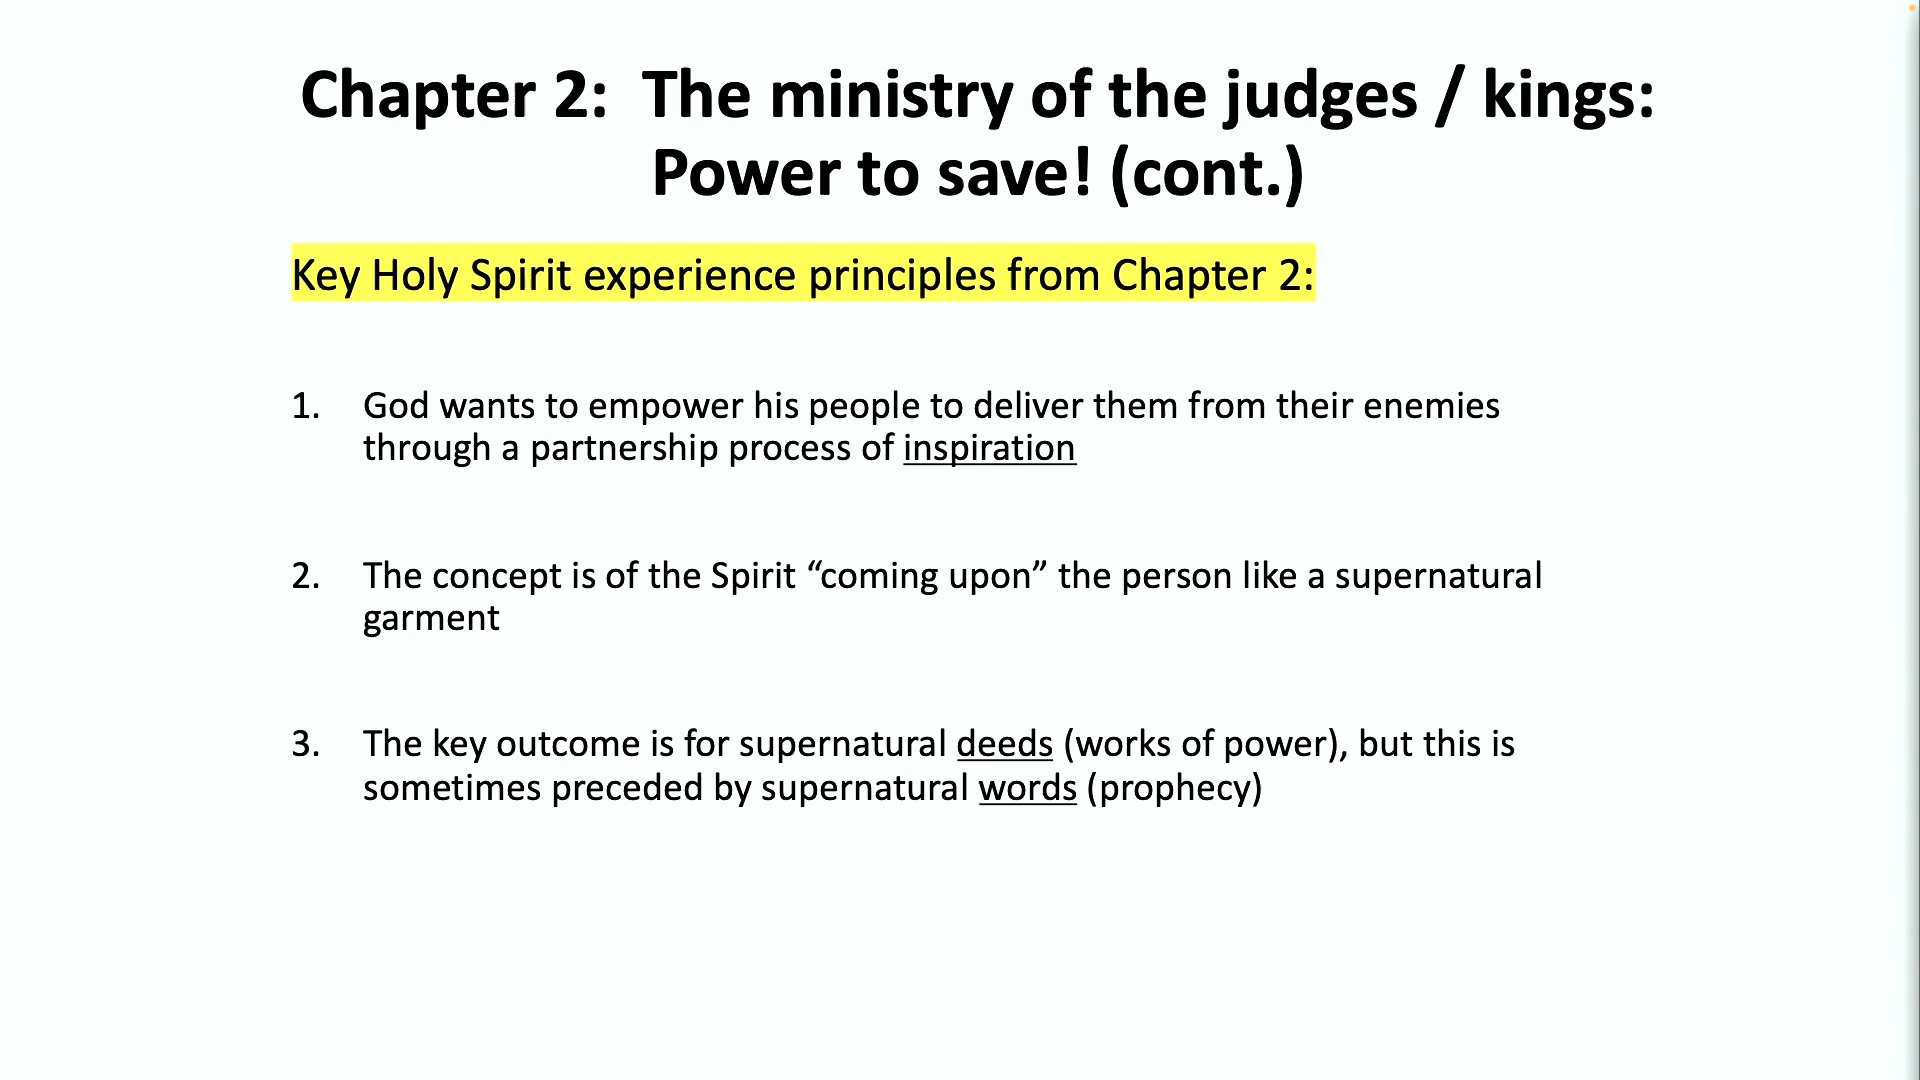 Chapter 2:  The ministry of the judges / kings:
Power to save! (cont.)
Key Holy Spirit experience principles from Chapter 2:
1. God wants to empower his people to deliver them from their enemies
through a partnership process of inspiration
2. The concept is of the Spirit “coming upon” the person like a supernatural
garment
3. The key outcome is for supernatural deeds (works of power), but this is
sometimes preceded by supernatural words (prophecy)